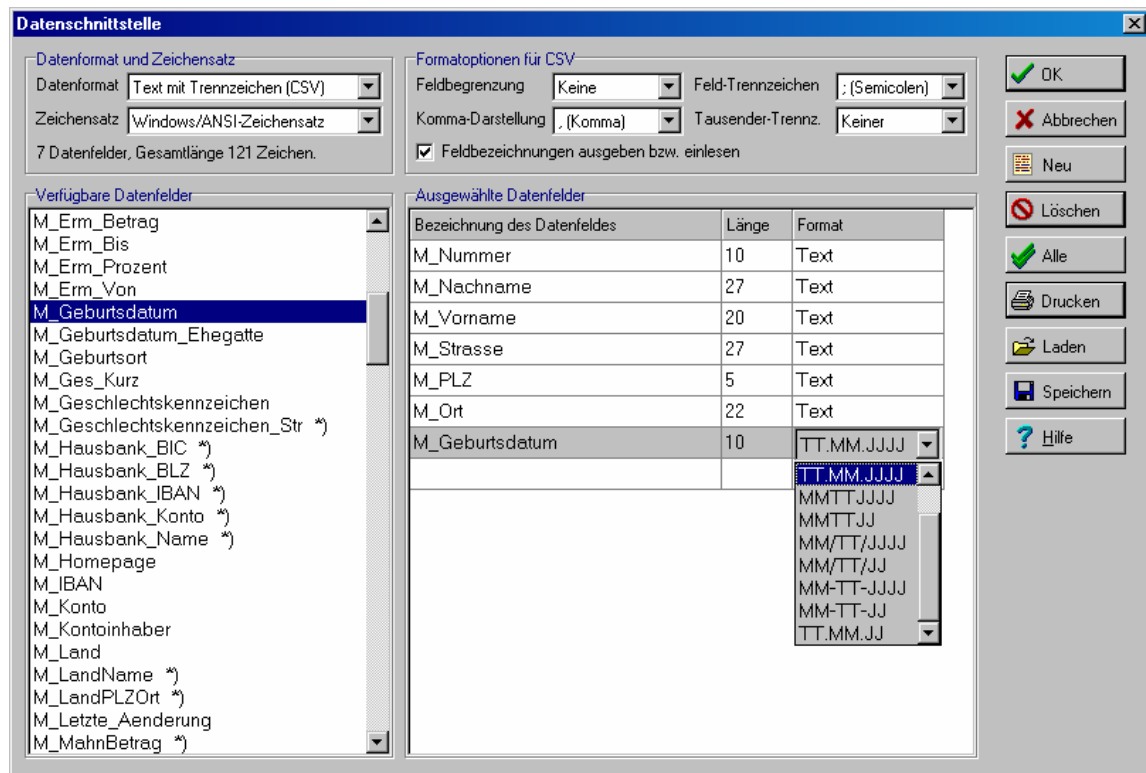 Datenschnittstelle
Datenformat und Zeichensatz
Datenformat Text mit Trennzeichen (CSV)
Zeichensatz Windows/ANSI-Zeichensatz
7 Datenfelder, Gesamtlänge 121 Zeichen.
Formatoptionen für CSV
Feldbegrenzung Keine Feld-Trennzeichen ; (Semicolen)
Komma-Darstellung , (Komma) Tausender-Trennz. Keiner
Feldbezeichnungen ausgeben bzw. einlesen
Verfügbare Datenfelder
M_Erm_Betrag
M_Erm_Bis
M_Erm_Prozent
M_Erm_Von
M_Geburtsdatum
M_Geburtsdatum_Ehegatte
M_Geburtsort
M_Ges_Kurz
M_Geschlechtskennzeichen
M_Geschlechtskennzeichen_Str *)
M_Hausbank_BIC *)
M_Hausbank_BLZ *)
M_Hausbank_IBAN *)
M_Hausbank_Konto *)
M_Hausbank_Name *)
M_Homepage
M_IBAN
M_Konto
M_Kontoinhaber
M_Land
M_LandName *)
M_LandPLZOrt *)
M_Letzte_Aenderung
M_MahnBetrag *)
Ausgewählte Datenfelder
Bezeichnung des Datenfeldes Länge Format
M_Nummer 10 Text
M_Nachname 27 Text
M_Vorname 20 Text
M_Strasse 27 Text
M_PLZ 5 Text
M_Ort 22 Text
M_Geburtsdatum 10 TT.MM.JJJJ
TT.MM.JJJJ
MMTTJJJJ
MMTTJJ
MM/TT/JJJJ
MM/TT/JJ
MM-TT-JJJJ
MM-TT-JJ
TT.MM.JJ
OK
Abbrechen
Neu
Löschen
Alle
Drucken
Laden
Speichern
Hilfe